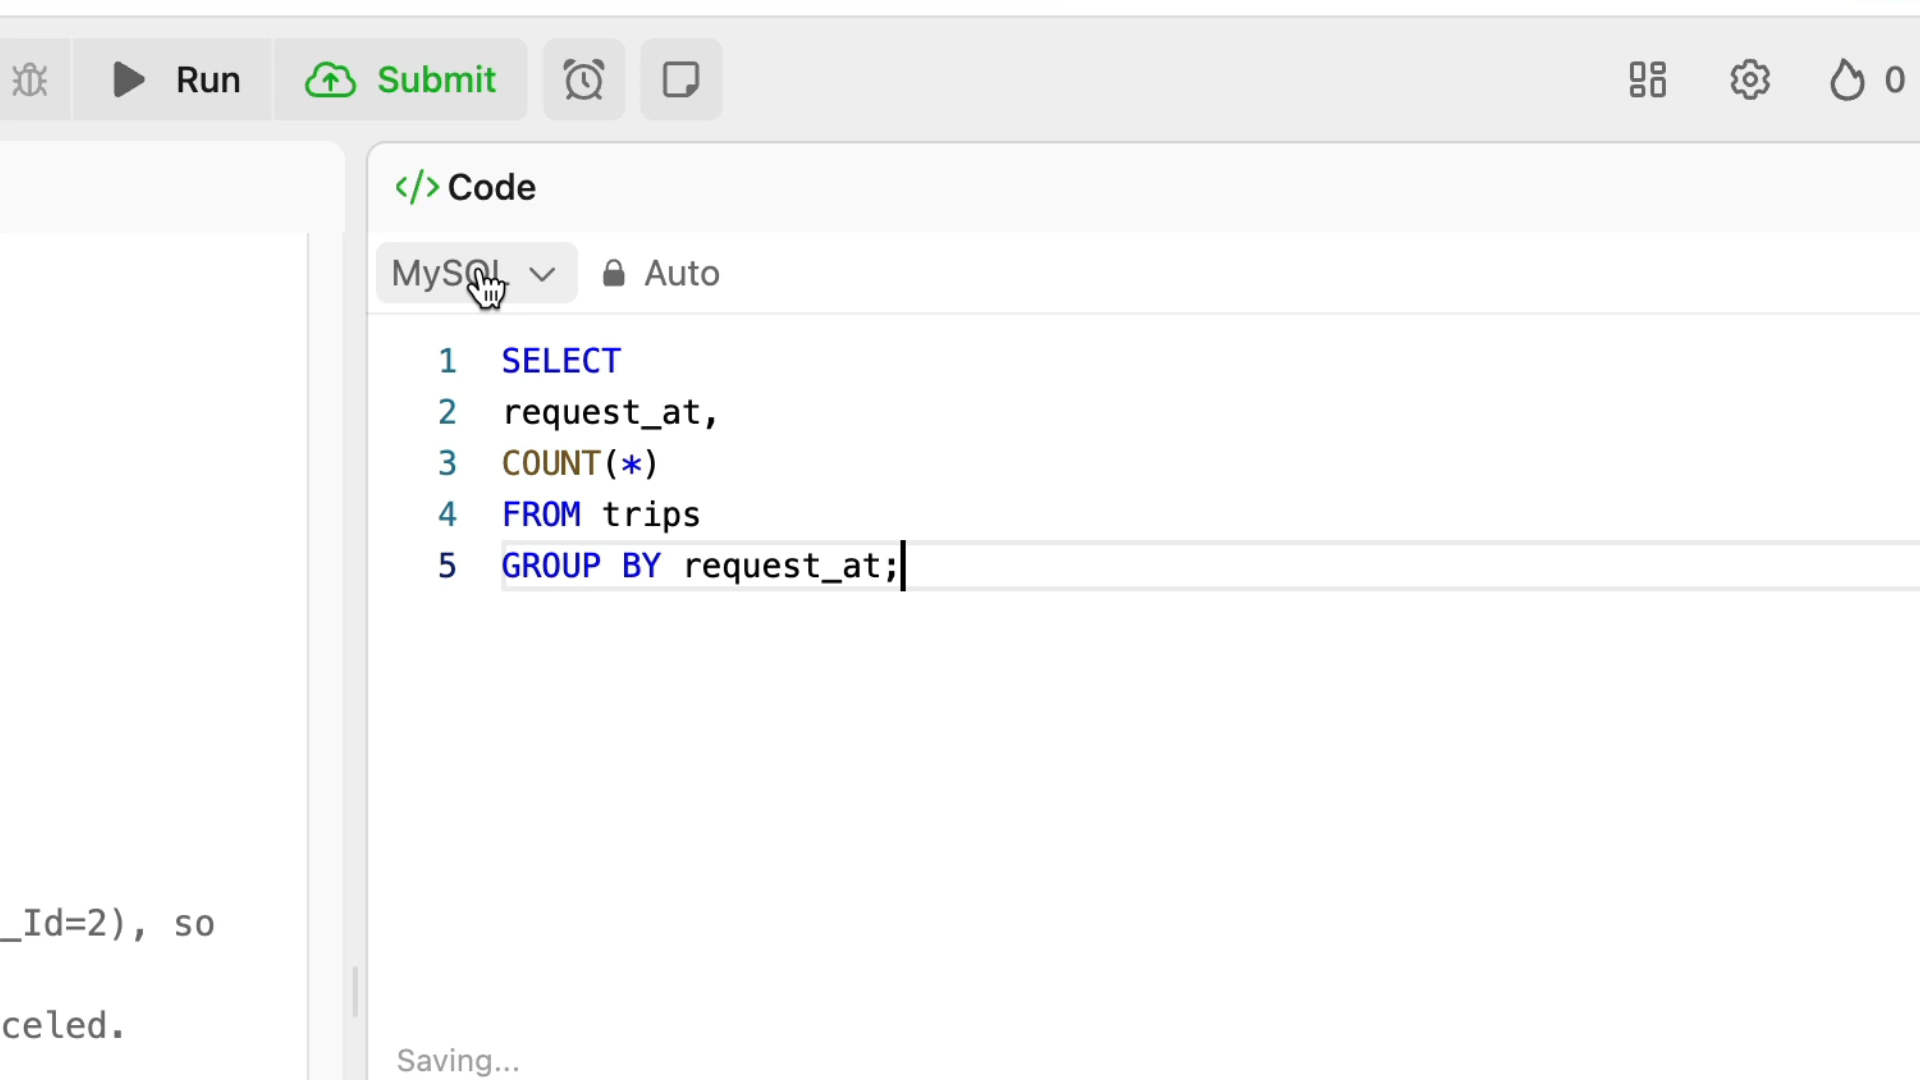 Run
Submit
0
</> Code
MySQL
Auto
1 SELECT
2 request_at,
3 COUNT(*)
4 FROM trips
5 GROUP BY request_at;
_Id=2), so
celed.
Saving...